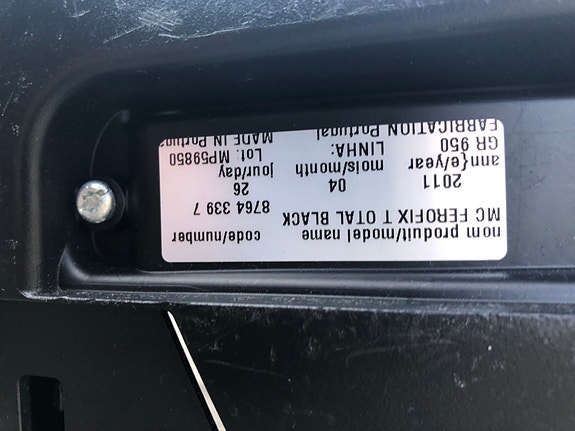 nom produit/model name code/number
MC FEROFIX T OTAL BLACK 8764 339 7
2011 04 26
ann{e/year mois/month jour/day
GR 950 LINHA: Lot. MP59850
FABRICATION Portugal MADE IN Portugal